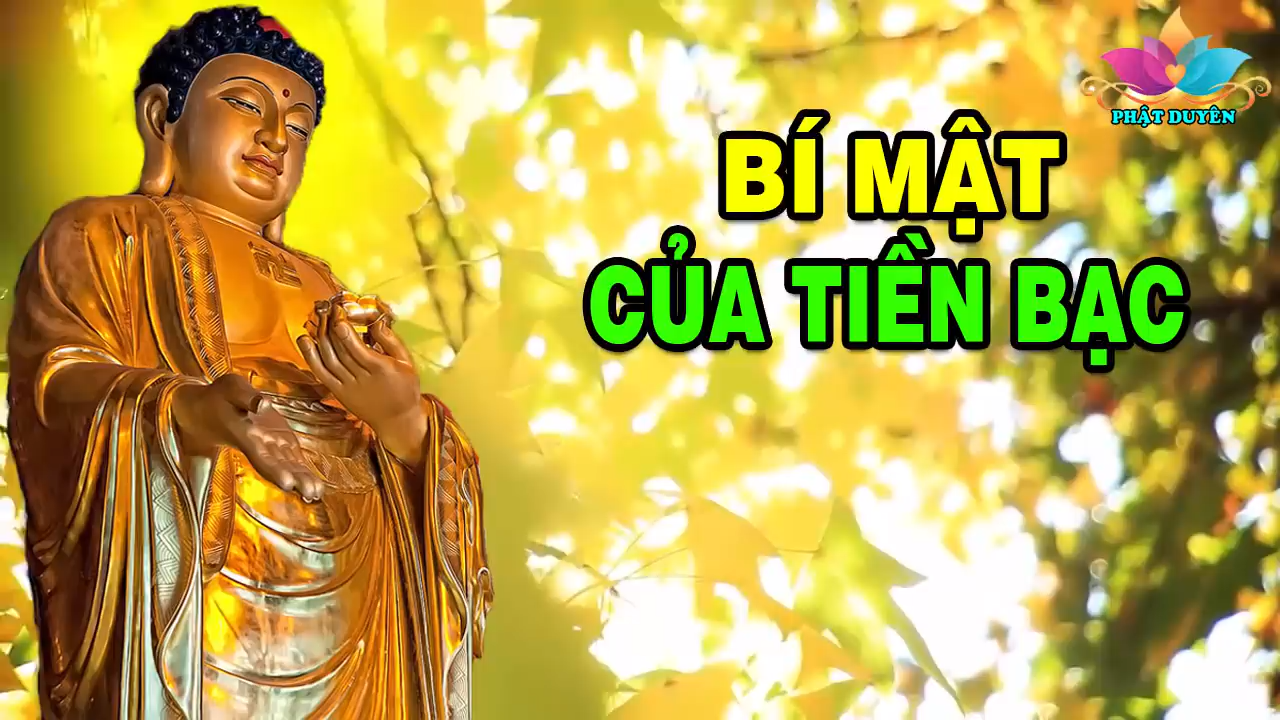 PHẬT DUYÊN
BÍ MẬT
CỦA TIỀN BẠC